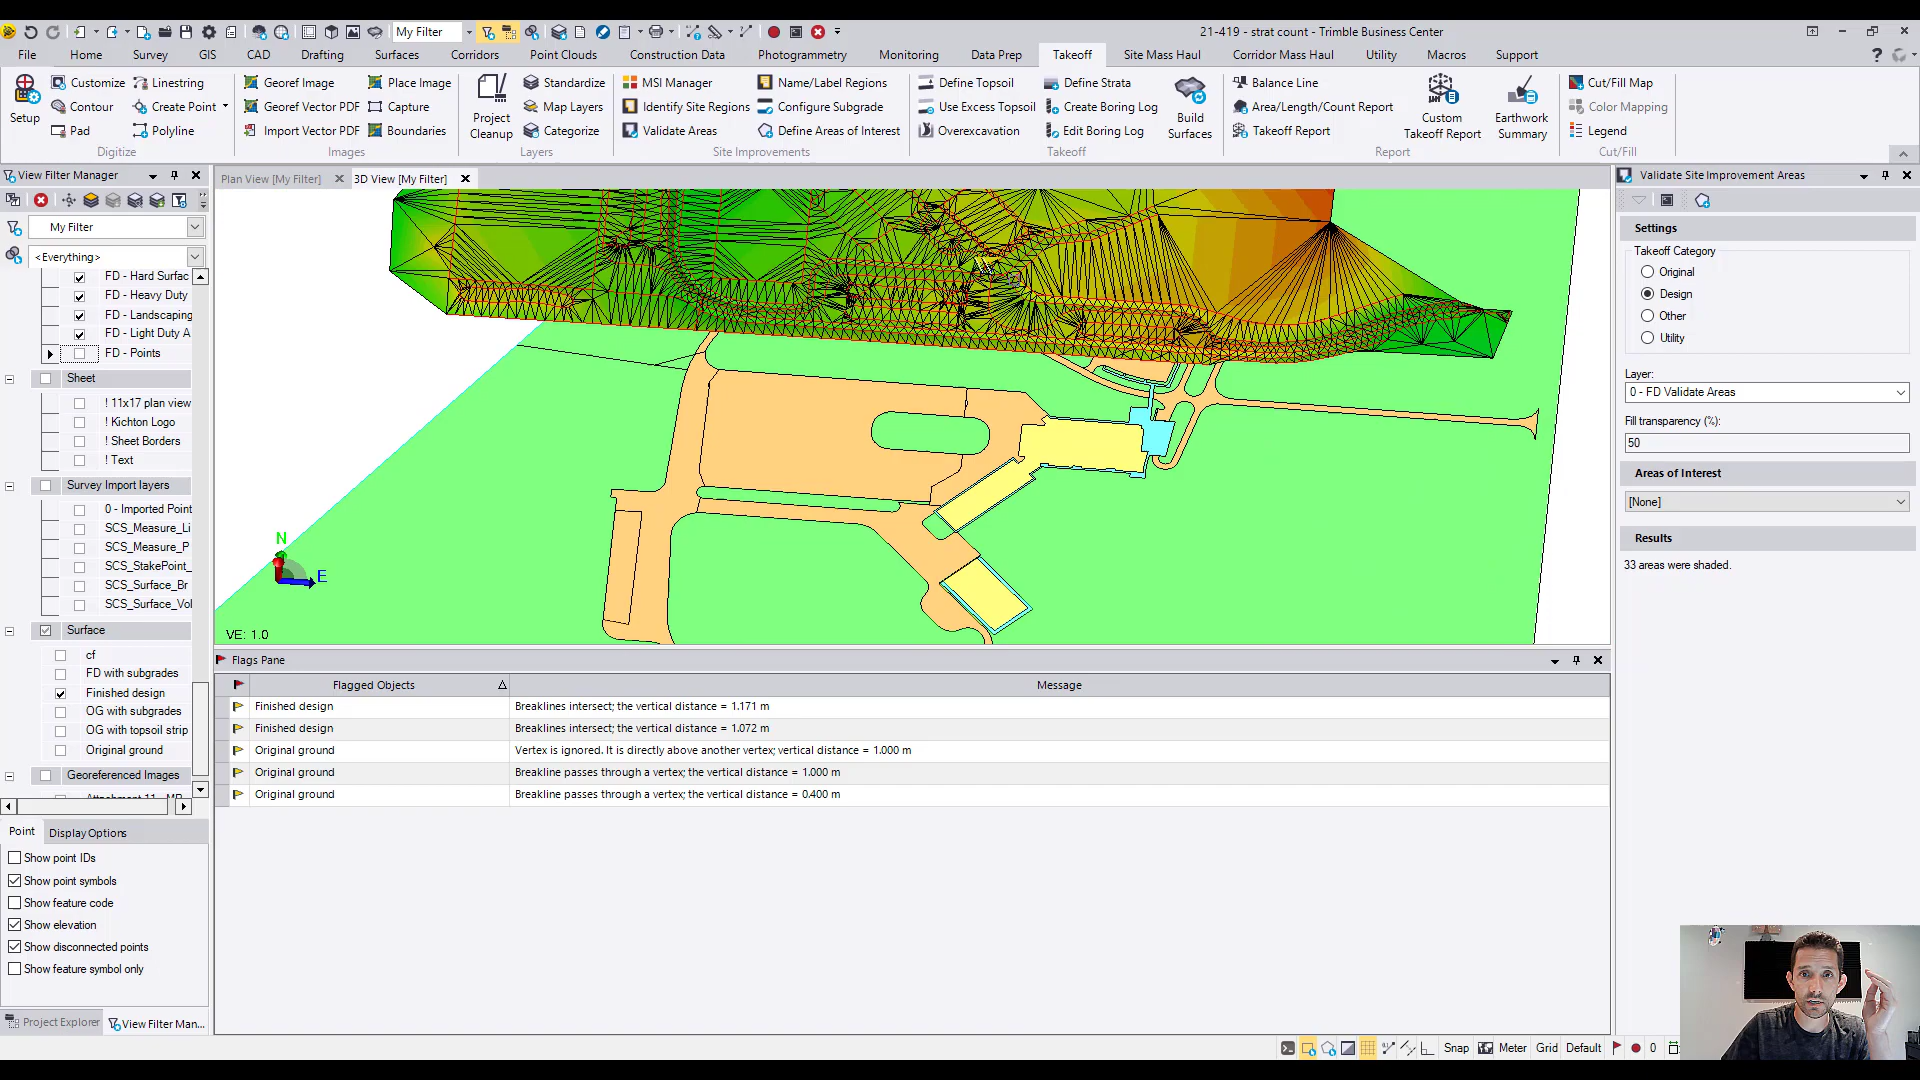 My Filter
21-419 - strat count - Trimble Business Center
File Home Survey GIS CAD Drafting Surfaces Corridors Point Clouds Construction Data Photogrammetry Monitoring Data Prep Takeoff Site Mass Haul Corridor Mass Haul Utility Macros Support
Setup
Customize
Contour
Pad
Linestring
Create Point
Polyline
Digitize
Georef Image
Georef Vector PDF
Import Vector PDF
Place Image
Capture
Boundaries
Images
Project
Cleanup
Standardize
Map Layers
Categorize
Layers
MSI Manager
Identify Site Regions
Validate Areas
Name/Label Regions
Configure Subgrade
Define Areas of Interest
Site Improvements
Define Topsoil
Use Excess Topsoil
Overexcavation
Define Strata
Create Boring Log
Edit Boring Log
Build
Surfaces
Takeoff
Balance Line
Area/Length/Count Report
Takeoff Report
Custom
Takeoff Report
Earthwork
Summary
Report
Cut/Fill Map
Color Mapping
Legend
Cut/Fill
View Filter Manager
My Filter
<Everything>
FD - Hard Surfac
FD - Heavy Duty
FD - Landscaping
FD - Light Duty A
FD - Points
Sheet
! 11x17 plan view
! Kichton Logo
! Sheet Borders
! Text
Survey Import layers
0 - Imported Point
SCS_Measure_Li
SCS_Measure_P
SCS_StakePoint_
SCS_Surface_Br
SCS_Surface_Vol
Surface
cf
FD with subgrades
Finished design
OG with subgrades
OG with topsoil strip
Original ground
Georeferenced Images
Point Display Options
Show point IDs
Show point symbols
Show feature code
Show elevation
Show disconnected points
Show feature symbol only
Project Explorer View Filter Man...
Plan View [My Filter] 3D View [My Filter]
N
E
VE: 1.0
Flags Pane
Flagged Objects Message
Finished design Breaklines intersect; the vertical distance = 1.171 m
Finished design Breaklines intersect; the vertical distance = 1.072 m
Original ground Vertex is ignored. It is directly above another vertex; vertical distance = 1.000 m
Original ground Breakline passes through a vertex; the vertical distance = 1.000 m
Original ground Breakline passes through a vertex; the vertical distance = 0.400 m
Validate Site Improvement Areas
Settings
Takeoff Category
Original
Design
Other
Utility
Layer:
0 - FD Validate Areas
Fill transparency (%):
50
Areas of Interest
[None]
Results
33 areas were shaded.
Snap Meter Grid Default 0